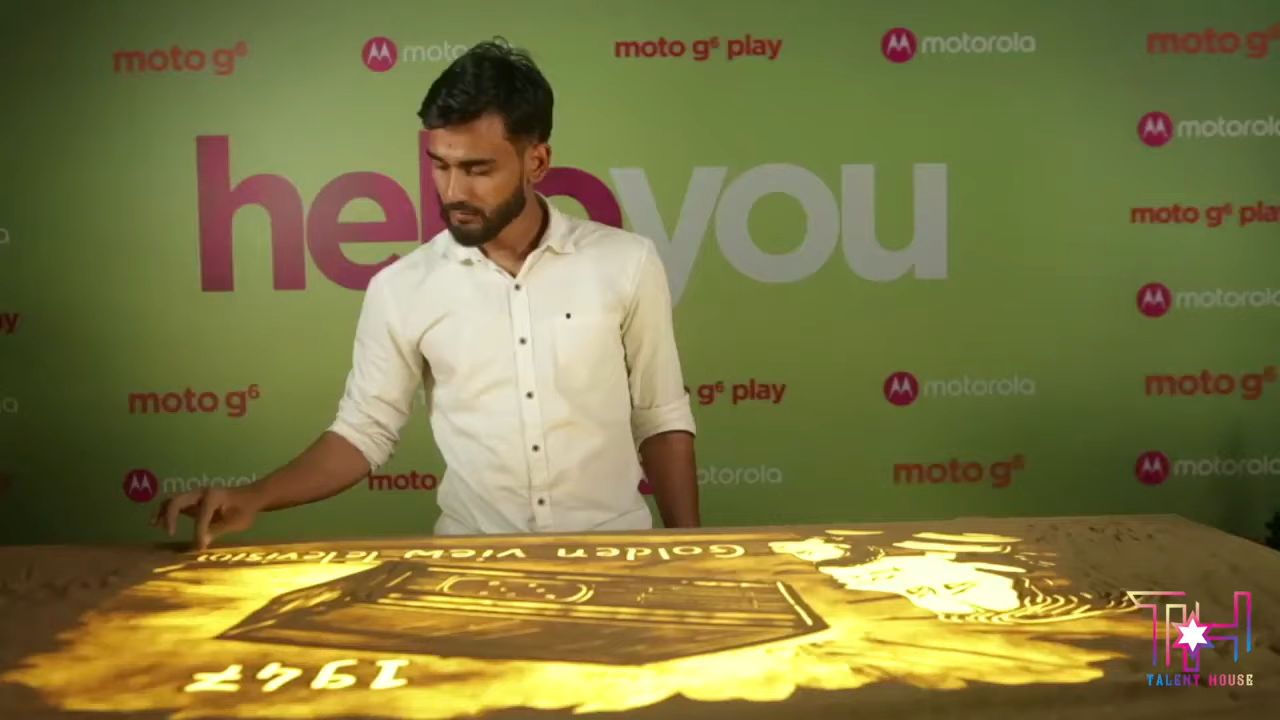 moto g⁶
motorola
moto g⁶ play
motorola
moto g⁶
motorola
hello you
moto g⁶ play
motorola
moto g⁶
g⁶ play
motorola
moto g⁶
motorola
moto
motorola
moto g⁶
motorola
Golden view Television
1947
TH
TALENT HOUSE